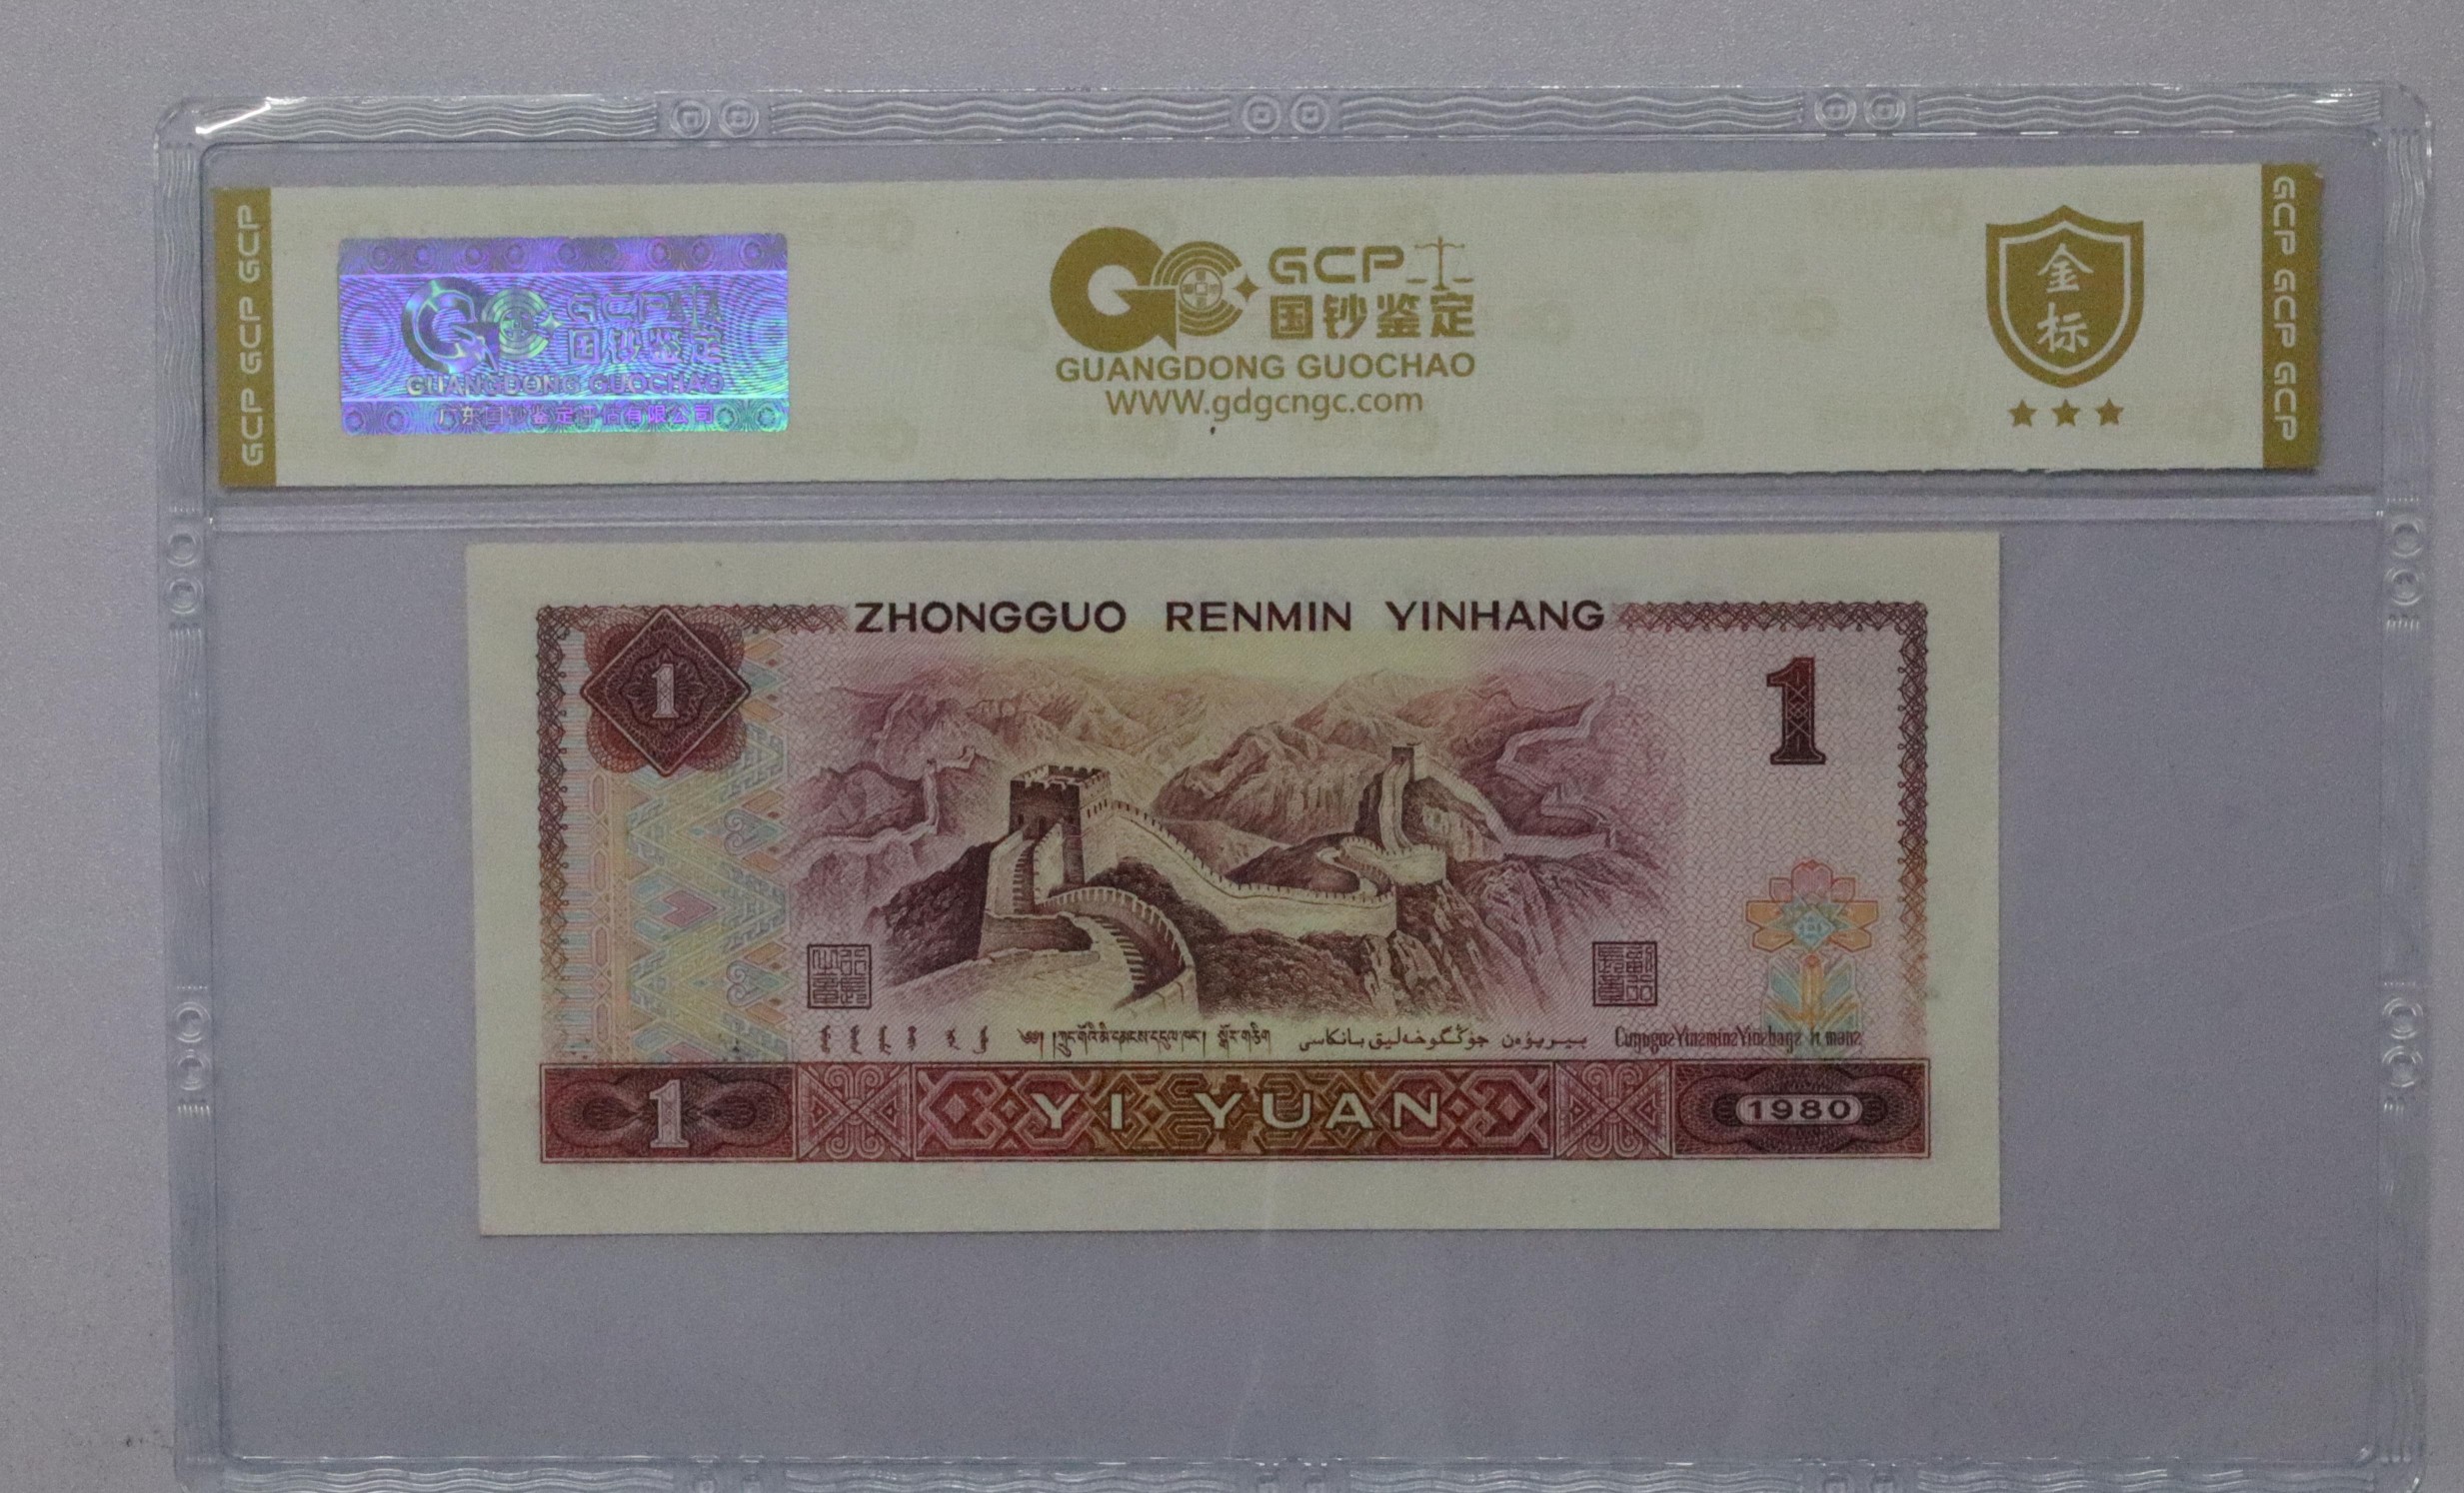 GCP GCP GCP
GCP
国钞鉴定
GUANGDONG GUOCHAO
广东国钞鉴定评估有限公司
GCP
国钞鉴定
GUANGDONG GUOCHAO
WWW.gdgcngc.com
金
标
GCP GCP GCP
ZHONGGUO RENMIN YINHANG
1
1
1
YI YUAN
1980